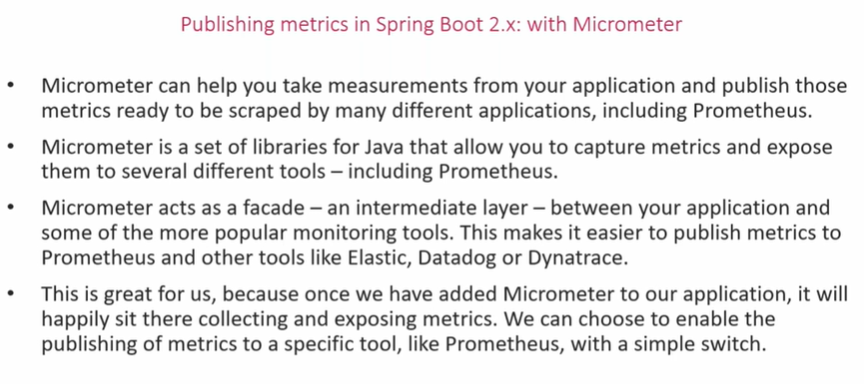 Publishing metrics in Spring Boot 2.x: with Micrometer
• Micrometer can help you take measurements from your application and publish those
metrics ready to be scraped by many different applications, including Prometheus.
• Micrometer is a set of libraries for Java that allow you to capture metrics and expose
them to several different tools – including Prometheus.
• Micrometer acts as a facade – an intermediate layer – between your application and
some of the more popular monitoring tools. This makes it easier to publish metrics to
Prometheus and other tools like Elastic, Datadog or Dynatrace.
• This is great for us, because once we have added Micrometer to our application, it will
happily sit there collecting and exposing metrics. We can choose to enable the
publishing of metrics to a specific tool, like Prometheus, with a simple switch.